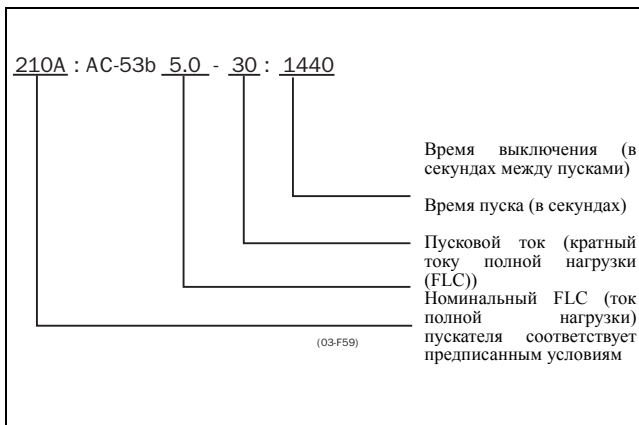 210A : AC-53b 5.0 - 30 : 1440
Время выключения (в
секундах между пусками)
Время пуска (в секундах)
Пусковой ток (кратный
току полной нагрузки
(FLC))
Номинальный FLC (ток
полной нагрузки)
пускателя соответствует
предписанным условиям
(03-F59)